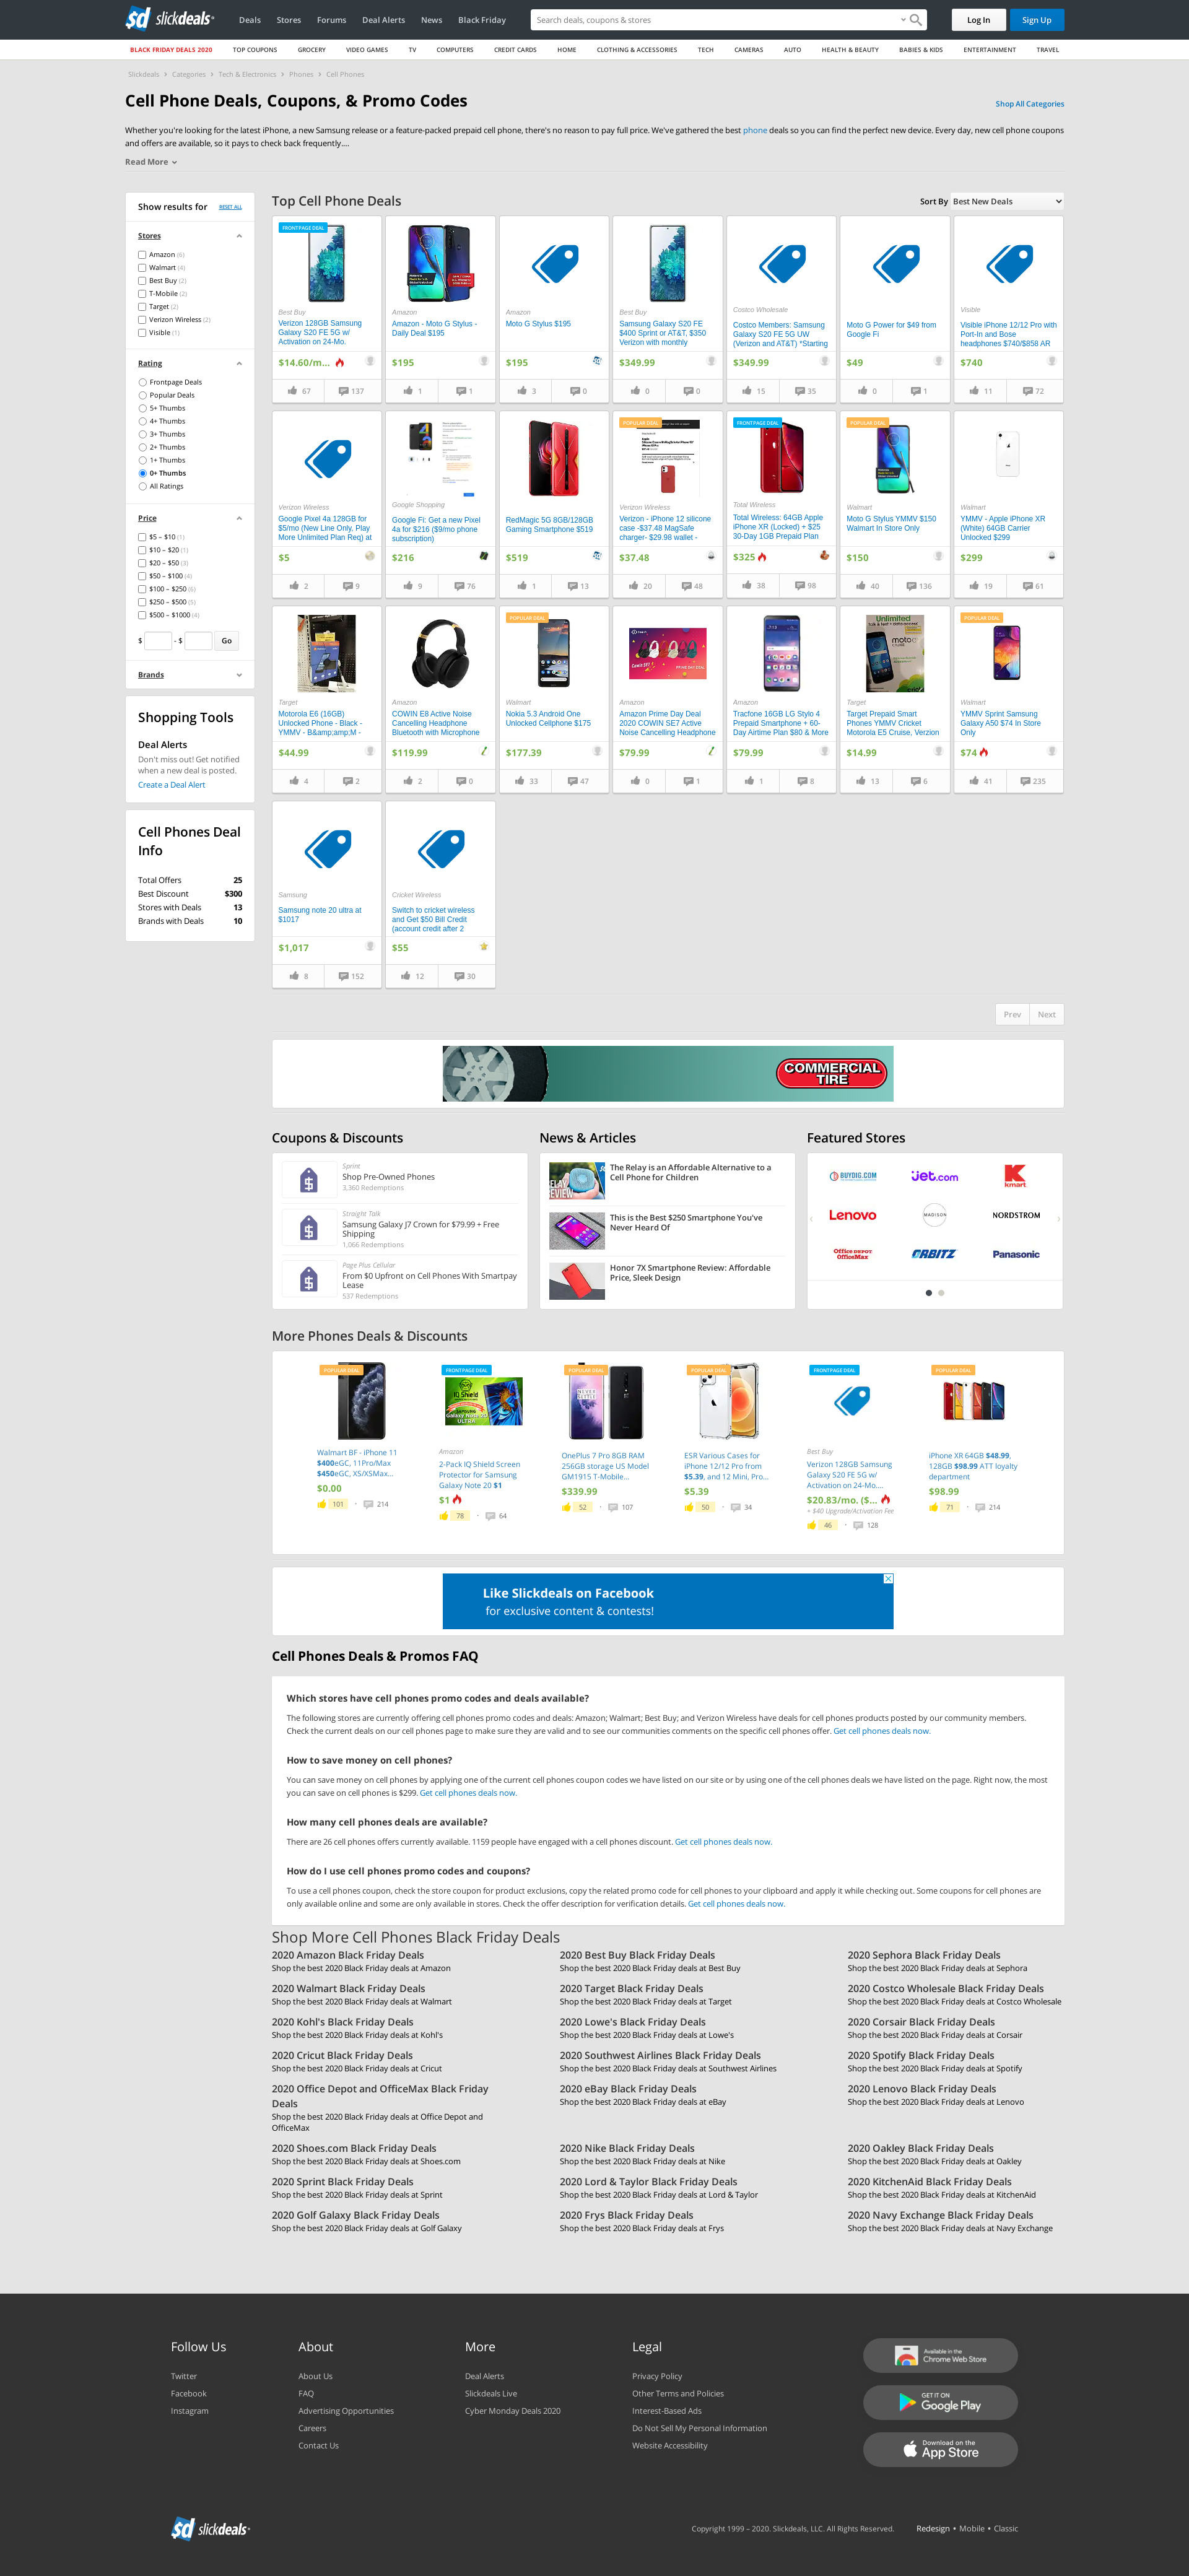 sd slickdeals
Deals Stores Forums Deal Alerts News Black Friday
Search deals, coupons & stores
Log In Sign Up
BLACK FRIDAY DEALS 2020 TOP COUPONS GROCERY VIDEO GAMES TV COMPUTERS CREDIT CARDS HOME CLOTHING & ACCESSORIES TECH CAMERAS AUTO HEALTH & BEAUTY BABIES & KIDS ENTERTAINMENT TRAVEL
Slickdeals › Categories › Tech & Electronics › Phones › Cell Phones
Cell Phone Deals, Coupons, & Promo Codes
Shop All Categories
Whether you're looking for the latest iPhone, a new Samsung release or a feature-packed prepaid cell phone, there's no reason to pay full price. We've gathered the best phone deals so you can find the perfect new device. Every day, new cell phone coupons
and offers are available, so it pays to check back frequently....
Read More
Show results for RESET ALL
Stores
Amazon (6)
Walmart (4)
Best Buy (2)
T-Mobile (2)
Target (2)
Verizon Wireless (2)
Visible (1)
Rating
Frontpage Deals
Popular Deals
5+ Thumbs
4+ Thumbs
3+ Thumbs
2+ Thumbs
1+ Thumbs
0+ Thumbs
All Ratings
Price
$5 – $10 (1)
$10 – $20 (1)
$20 – $50 (3)
$50 – $100 (4)
$100 – $250 (6)
$250 – $500 (5)
$500 – $1000 (4)
$ - $ Go
Brands
Shopping Tools
Deal Alerts
Don't miss out! Get notified
when a new deal is posted.
Create a Deal Alert
Cell Phones Deal
Info
Total Offers 25
Best Discount $300
Stores with Deals 13
Brands with Deals 10
Top Cell Phone Deals
Sort By Best New Deals
FRONTPAGE DEAL
Best Buy
Verizon 128GB Samsung
Galaxy S20 FE 5G w/
Activation on 24-Mo.
$14.60/m...
67 137
Amazon
Amazon - Moto G Stylus -
Daily Deal $195
$195
1 1
Amazon
Moto G Stylus $195
$195
3 0
Best Buy
Samsung Galaxy S20 FE
$400 Sprint or AT&T, $350
Verizon with monthly
$349.99
0 0
Costco Wholesale
Costco Members: Samsung
Galaxy S20 FE 5G UW
(Verizon and AT&T) *Starting
$349.99
15 35
Moto G Power for $49 from
Google Fi
$49
0 1
Visible
Visible iPhone 12/12 Pro with
Port-In and Bose
headphones $740/$858 AR
$740
11 72
Verizon Wireless
Google Pixel 4a 128GB for
$5/mo (New Line Only, Play
More Unlimited Plan Req) at
$5
2 9
Google Shopping
Google Fi: Get a new Pixel
4a for $216 ($9/mo phone
subscription)
$216
9 76
RedMagic 5G 8GB/128GB
Gaming Smartphone $519
$519
1 13
POPULAR DEAL
Verizon Wireless
Verizon - iPhone 12 silicone
case -$37.48 MagSafe
charger- $29.98 wallet -
$37.48
20 48
FRONTPAGE DEAL
Total Wireless
Total Wireless: 64GB Apple
iPhone XR (Locked) + $25
30-Day 1GB Prepaid Plan
$325
38 98
POPULAR DEAL
Walmart
Moto G Stylus YMMV $150
Walmart In Store Only
$150
40 136
Walmart
YMMV - Apple iPhone XR
(White) 64GB Carrier
Unlocked $299
$299
19 61
Target
Motorola E6 (16GB)
Unlocked Phone - Black -
YMMV - B&amp;amp;M -
$44.99
4 2
Amazon
COWIN E8 Active Noise
Cancelling Headphone
Bluetooth with Microphone
$119.99
2 0
POPULAR DEAL
Walmart
Nokia 5.3 Android One
Unlocked Cellphone $175
$177.39
33 47
Amazon
Amazon Prime Day Deal
2020 COWIN SE7 Active
Noise Cancelling Headphone
$79.99
0 1
Amazon
Tracfone 16GB LG Stylo 4
Prepaid Smartphone + 60-
Day Airtime Plan $80 & More
$79.99
1 8
Unlimited
Target
Target Prepaid Smart
Phones YMMV Cricket
Motorola E5 Cruise, Verzion
$14.99
13 6
POPULAR DEAL
Walmart
YMMV Sprint Samsung
Galaxy A50 $74 In Store
Only
$74
41 235
Samsung
Samsung note 20 ultra at
$1017
$1,017
8 152
Cricket Wireless
Switch to cricket wireless
and Get $50 Bill Credit
(account credit after 2
$55
12 30
Prev Next
COMMERCIAL
TIRE
Coupons & Discounts
Sprint
Shop Pre-Owned Phones
3,360 Redemptions
Straight Talk
Samsung Galaxy J7 Crown for $79.99 + Free
Shipping
1,066 Redemptions
Page Plus Cellular
From $0 Upfront on Cell Phones With Smartpay
Lease
537 Redemptions
News & Articles
The Relay is an Affordable Alternative to a
Cell Phone for Children
This is the Best $250 Smartphone You've
Never Heard Of
Honor 7X Smartphone Review: Affordable
Price, Sleek Design
Featured Stores
BUYDIG.COM jet.com kmart
Lenovo MADISON NORDSTROM
Office DEPOT OfficeMax ORBITZ Panasonic
More Phones Deals & Discounts
POPULAR DEAL
Walmart BF - iPhone 11
$400eGC, 11Pro/Max
$450eGC, XS/XSMax...
$0.00
101 • 214
FRONTPAGE DEAL
IQ Shield
Amazon
2-Pack IQ Shield Screen
Protector for Samsung
Galaxy Note 20 $1
$1
78 • 64
POPULAR DEAL
OnePlus 7 Pro 8GB RAM
256GB storage US Model
GM1915 T-Mobile...
$339.99
52 • 107
POPULAR DEAL
ESR Various Cases for
iPhone 12/12 Pro from
$5.39, and 12 Mini, Pro...
$5.39
50 • 34
FRONTPAGE DEAL
Best Buy
Verizon 128GB Samsung
Galaxy S20 FE 5G w/
Activation on 24-Mo....
$20.83/mo. ($...
+ $40 Upgrade/Activation Fee
46 • 128
POPULAR DEAL
iPhone XR 64GB $48.99,
128GB $98.99 ATT loyalty
department
$98.99
71 • 214
Like Slickdeals on Facebook
for exclusive content & contests!
Cell Phones Deals & Promos FAQ
Which stores have cell phones promo codes and deals available?
The following stores are currently offering cell phones promo codes and deals: Amazon; Walmart; Best Buy; and Verizon Wireless have deals for cell phones products posted by our community members.
Check the current deals on our cell phones page to make sure they are valid and to see our communities comments on the specific cell phones offer. Get cell phones deals now.
How to save money on cell phones?
You can save money on cell phones by applying one of the current cell phones coupon codes we have listed on our site or by using one of the cell phones deals we have listed on the page. Right now, the most
you can save on cell phones is $299. Get cell phones deals now.
How many cell phones deals are available?
There are 26 cell phones offers currently available. 1159 people have engaged with a cell phones discount. Get cell phones deals now.
How do I use cell phones promo codes and coupons?
To use a cell phones coupon, check the store coupon for product exclusions, copy the related promo code for cell phones to your clipboard and apply it while checking out. Some coupons for cell phones are
only available online and some are only available in stores. Check the offer description for verification details. Get cell phones deals now.
Shop More Cell Phones Black Friday Deals
2020 Amazon Black Friday Deals
Shop the best 2020 Black Friday deals at Amazon
2020 Best Buy Black Friday Deals
Shop the best 2020 Black Friday deals at Best Buy
2020 Sephora Black Friday Deals
Shop the best 2020 Black Friday deals at Sephora
2020 Walmart Black Friday Deals
Shop the best 2020 Black Friday deals at Walmart
2020 Target Black Friday Deals
Shop the best 2020 Black Friday deals at Target
2020 Costco Wholesale Black Friday Deals
Shop the best 2020 Black Friday deals at Costco Wholesale
2020 Kohl's Black Friday Deals
Shop the best 2020 Black Friday deals at Kohl's
2020 Lowe's Black Friday Deals
Shop the best 2020 Black Friday deals at Lowe's
2020 Corsair Black Friday Deals
Shop the best 2020 Black Friday deals at Corsair
2020 Cricut Black Friday Deals
Shop the best 2020 Black Friday deals at Cricut
2020 Southwest Airlines Black Friday Deals
Shop the best 2020 Black Friday deals at Southwest Airlines
2020 Spotify Black Friday Deals
Shop the best 2020 Black Friday deals at Spotify
2020 Office Depot and OfficeMax Black Friday
Deals
Shop the best 2020 Black Friday deals at Office Depot and
OfficeMax
2020 eBay Black Friday Deals
Shop the best 2020 Black Friday deals at eBay
2020 Lenovo Black Friday Deals
Shop the best 2020 Black Friday deals at Lenovo
2020 Shoes.com Black Friday Deals
Shop the best 2020 Black Friday deals at Shoes.com
2020 Nike Black Friday Deals
Shop the best 2020 Black Friday deals at Nike
2020 Oakley Black Friday Deals
Shop the best 2020 Black Friday deals at Oakley
2020 Sprint Black Friday Deals
Shop the best 2020 Black Friday deals at Sprint
2020 Lord & Taylor Black Friday Deals
Shop the best 2020 Black Friday deals at Lord & Taylor
2020 KitchenAid Black Friday Deals
Shop the best 2020 Black Friday deals at KitchenAid
2020 Golf Galaxy Black Friday Deals
Shop the best 2020 Black Friday deals at Golf Galaxy
2020 Frys Black Friday Deals
Shop the best 2020 Black Friday deals at Frys
2020 Navy Exchange Black Friday Deals
Shop the best 2020 Black Friday deals at Navy Exchange
Follow Us
Twitter
Facebook
Instagram
About
About Us
FAQ
Advertising Opportunities
Careers
Contact Us
More
Deal Alerts
Slickdeals Live
Cyber Monday Deals 2020
Legal
Privacy Policy
Other Terms and Policies
Interest-Based Ads
Do Not Sell My Personal Information
Website Accessibility
Available in the
Chrome Web Store
GET IT ON
Google Play
Download on the
App Store
sd slickdeals
Copyright 1999 – 2020. Slickdeals, LLC. All Rights Reserved. Redesign • Mobile • Classic